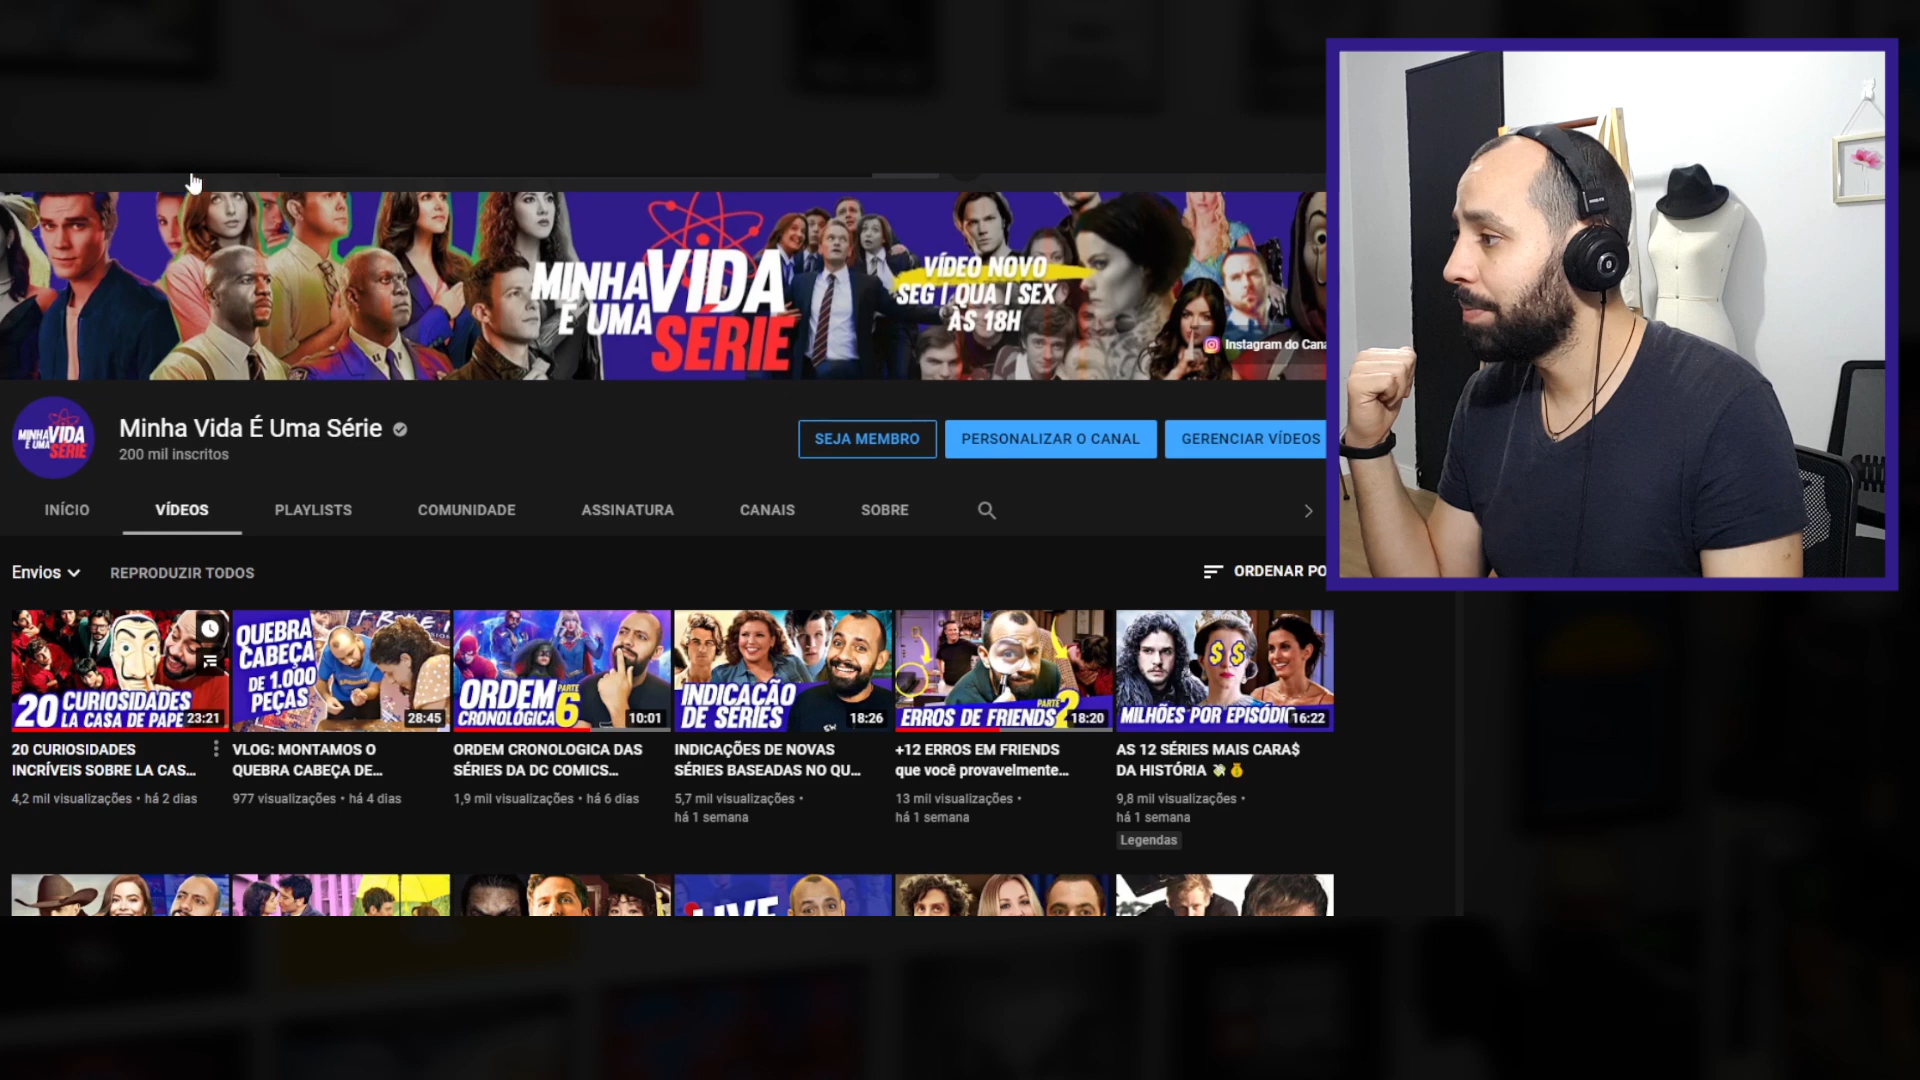 MINHA VIDA
É UMA SÉRIE
VÍDEO NOVO
SEG | QUA | SEX
ÀS 18H
Instagram do Cana
MINHA VIDA
É UMA SÉRIE
Minha Vida É Uma Série
200 mil inscritos
SEJA MEMBRO
PERSONALIZAR O CANAL
GERENCIAR VÍDEOS
INÍCIO
VÍDEOS
PLAYLISTS
COMUNIDADE
ASSINATURA
CANAIS
SOBRE
Envios
REPRODUZIR TODOS
ORDENAR PO
20 CURIOSIDADES
LA CASA DE PAPE
23:21
QUEBRA
CABEÇA
DE 1.000
PEÇAS
28:45
ORDEM PARTE
CRONOLÓGICA 6
10:01
INDICAÇÃO
DE SÉRIES
18:26
PARTE
ERROS DE FRIENDS 2
18:20
$ $
MILHÕES POR EPISÓDI
16:22
20 CURIOSIDADES
INCRÍVEIS SOBRE LA CAS...
4,2 mil visualizações • há 2 dias
VLOG: MONTAMOS O
QUEBRA CABEÇA DE...
977 visualizações • há 4 dias
ORDEM CRONOLOGICA DAS
SÉRIES DA DC COMICS...
1,9 mil visualizações • há 6 dias
INDICAÇÕES DE NOVAS
SÉRIES BASEADAS NO QU...
5,7 mil visualizações •
há 1 semana
+12 ERROS EM FRIENDS
que você provavelmente...
13 mil visualizações •
há 1 semana
AS 12 SÉRIES MAIS CARA$
DA HISTÓRIA 💸 💰
9,8 mil visualizações •
há 1 semana
Legendas
LIVE